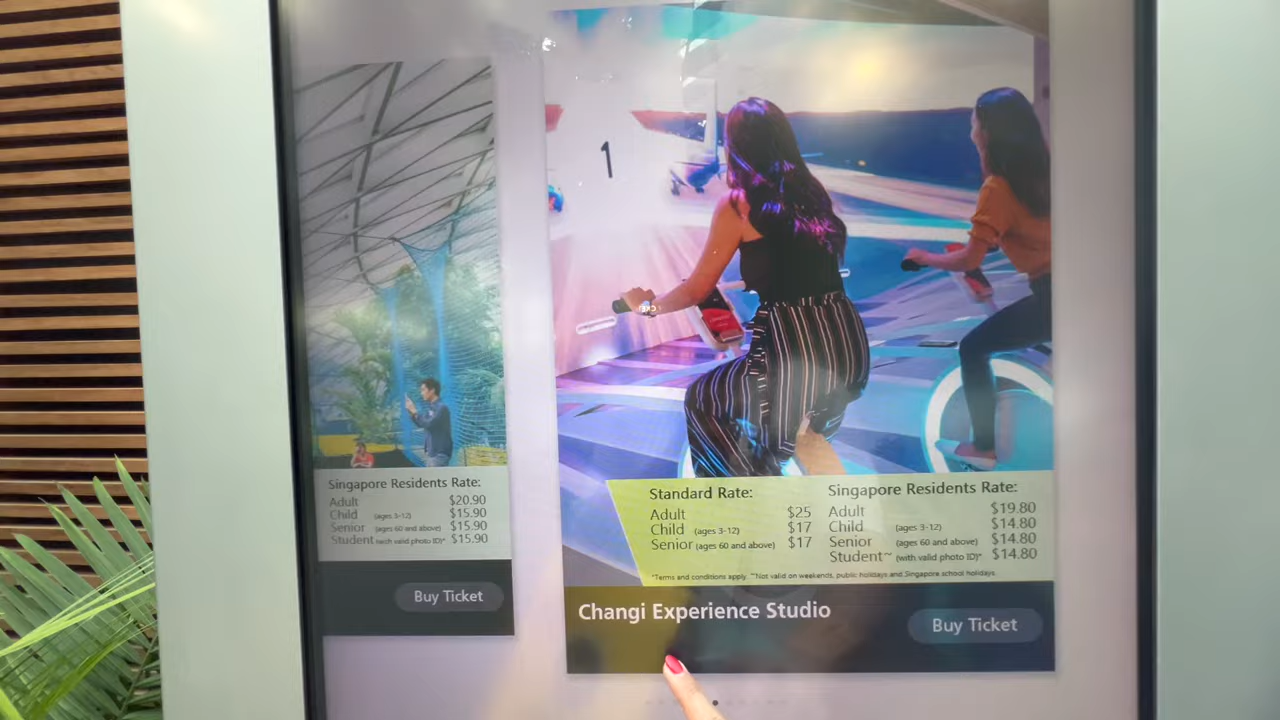 1
Singapore Residents Rate:
Adult $20.90
Child (ages 3-12) $15.90
Senior (ages 60 and above) $15.90
Student (with valid photo ID)* $15.90
Buy Ticket
Standard Rate:
Adult $25
Child (ages 3-12) $17
Senior (ages 60 and above) $17
Singapore Residents Rate:
Adult $19.80
Child (ages 3-12) $14.80
Senior (ages 60 and above) $14.80
Student~ (with valid photo ID)* $14.80
*Terms and conditions apply. ~Not valid on weekends, public holidays and Singapore school holidays.
Changi Experience Studio
Buy Ticket